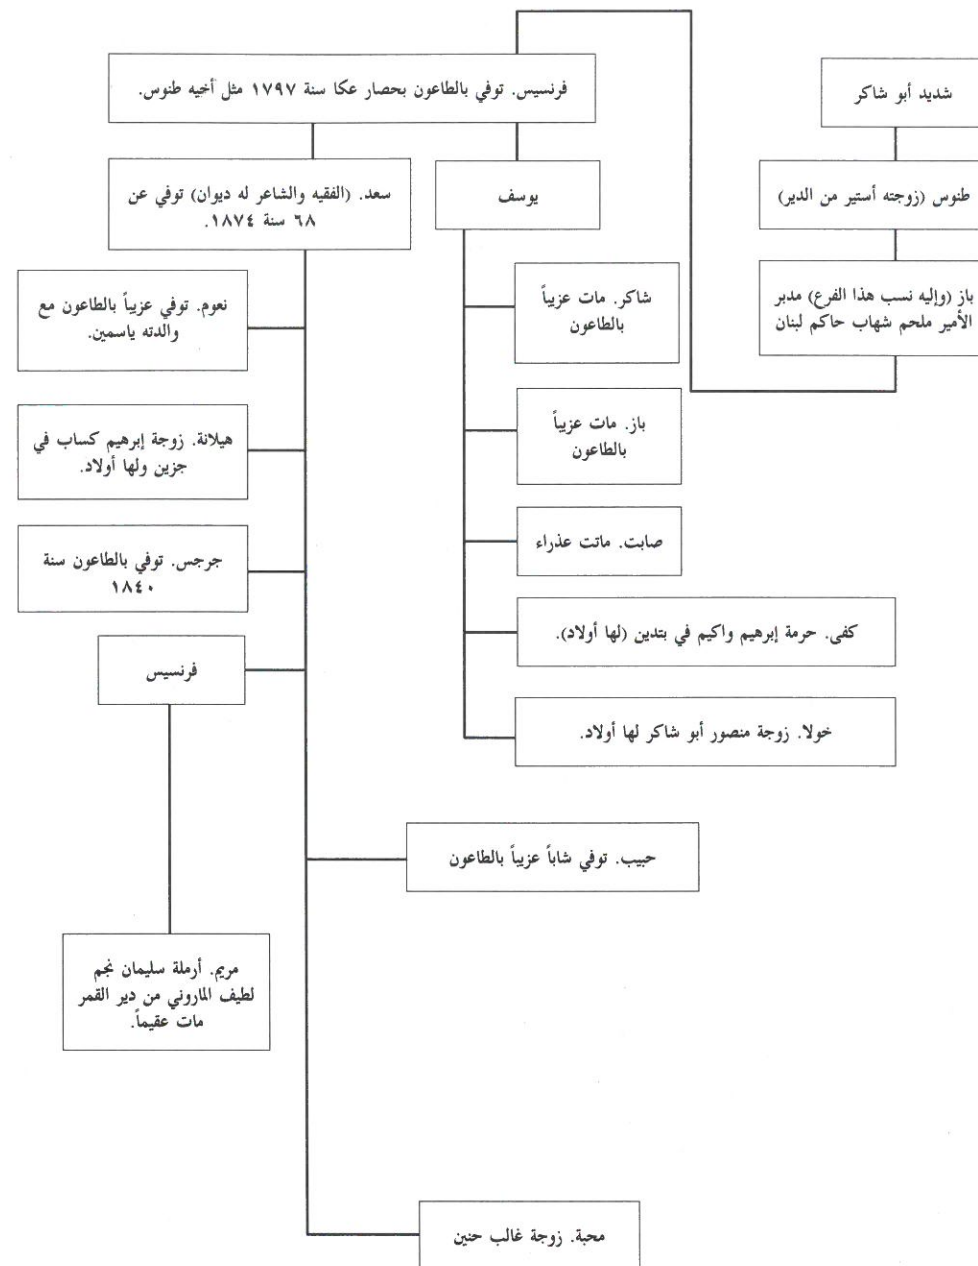 شديد أبو شاكر
طنوس (زوجته أستير من الدير)
باز (وإليه نسب هذا الفرع) مدبر
الأمير ملحم شهاب حاكم لبنان
فرنسيس. توفي بالطاعون بحصار عكا سنة ١٧٩٧ مثل أخيه طنوس.
يوسف
شاكر. مات عزيباً
بالطاعون
باز. مات عزيباً
بالطاعون
صابت. ماتت عذراء
كفى. حرمة إبرهيم واكيم في بتدين (لها أولاد).
خولا. زوجة منصور أبو شاكر لها أولاد.
سعد. (الفقيه والشاعر له ديوان) توفي عن
٦٨ سنة ١٨٧٤.
نعوم. توفي عزيباً بالطاعون مع
والدته ياسمين.
هيلانة. زوجة إبرهيم كساب في
جزين ولها أولاد.
جرجس. توفي بالطاعون سنة
١٨٤٠
فرنسيس
مريم. أرملة سليمان نجم
لطيف الماروني من دير القمر
مات عقيماً.
حبيب. توفي شاباً عزيباً بالطاعون
محبة. زوجة غالب حنين